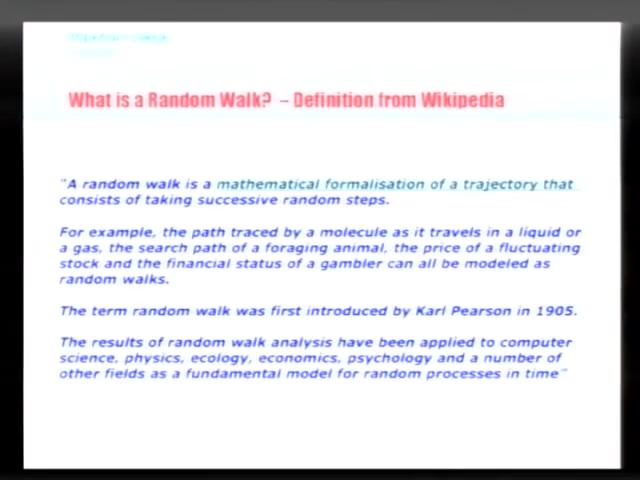 What is a Random Walk? – Definition from Wikipedia
"A random walk is a mathematical formalisation of a trajectory that
consists of taking successive random steps.
For example, the path traced by a molecule as it travels in a liquid or
a gas, the search path of a foraging animal, the price of a fluctuating
stock and the financial status of a gambler can all be modeled as
random walks.
The term random walk was first introduced by Karl Pearson in 1905.
The results of random walk analysis have been applied to computer
science, physics, ecology, economics, psychology and a number of
other fields as a fundamental model for random processes in time"